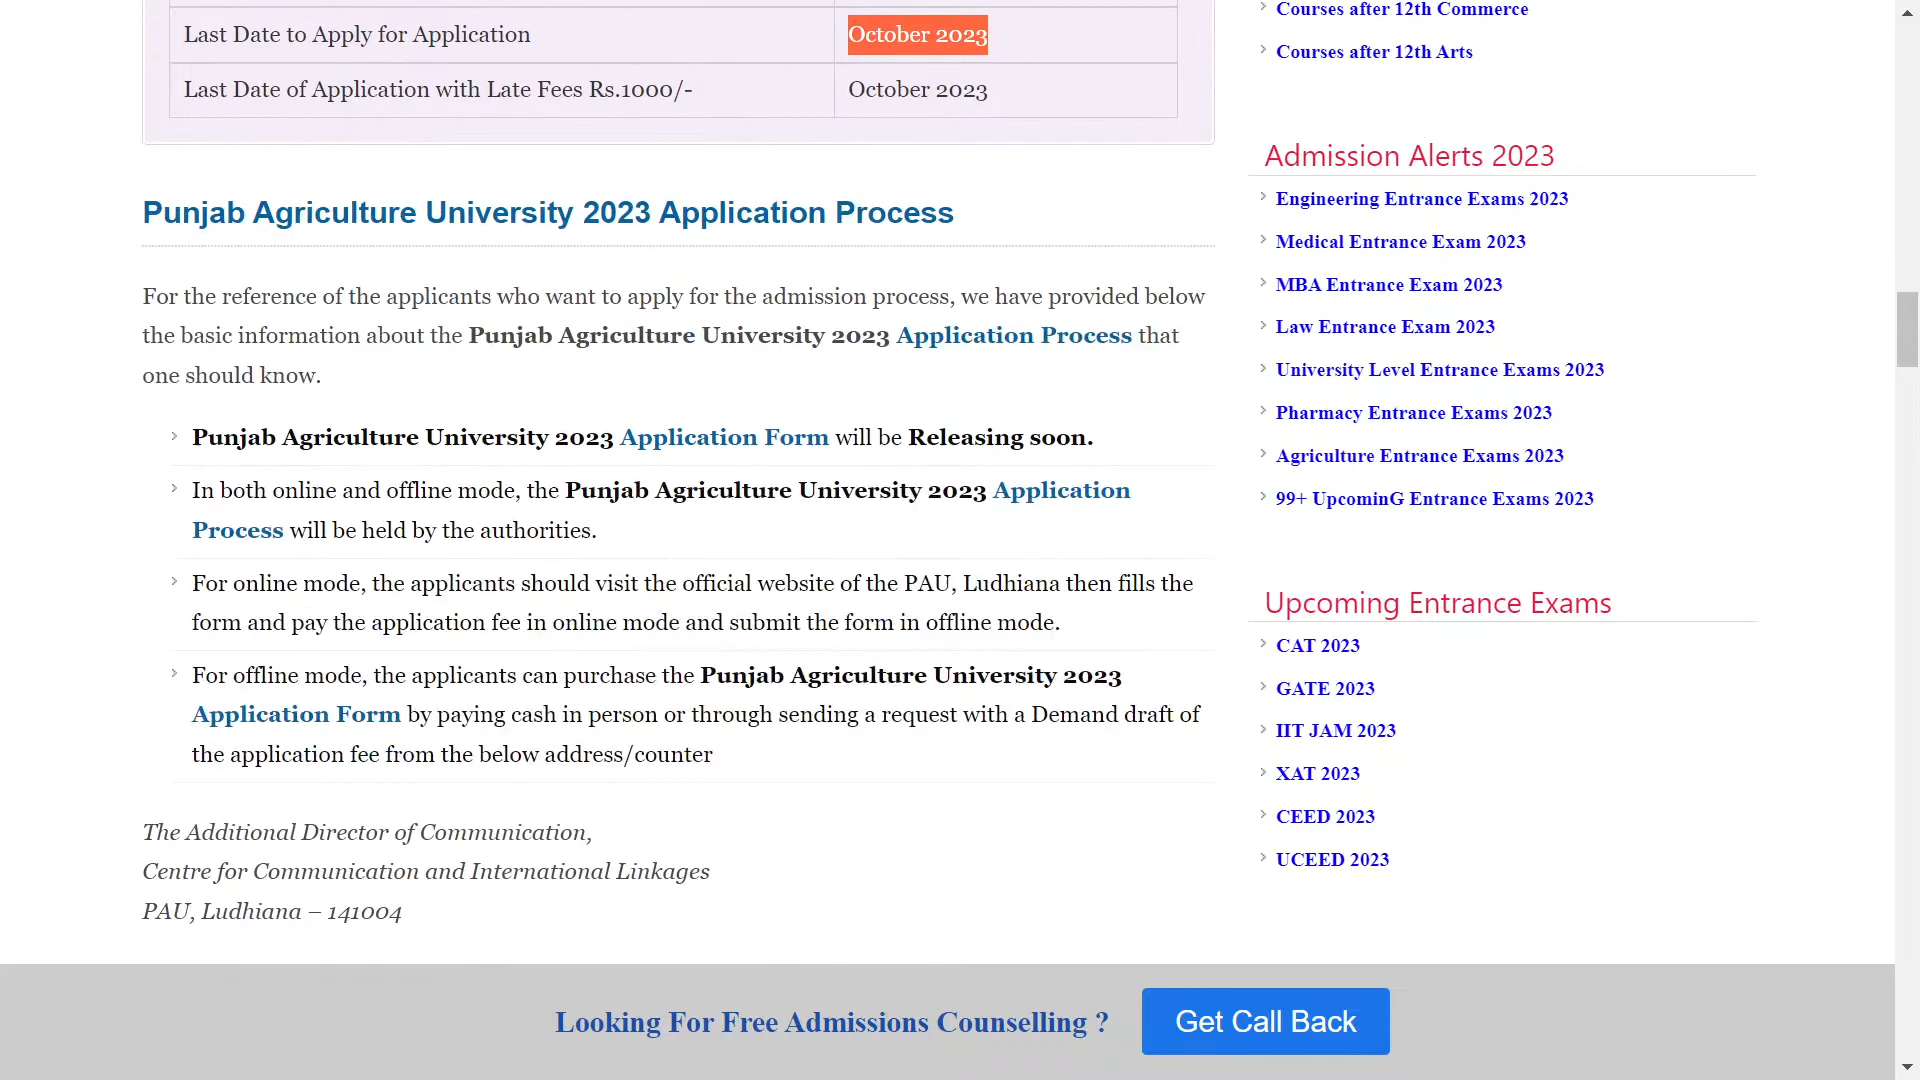 Last Date to Apply for Application October 2023
Last Date of Application with Late Fees Rs.1000/- October 2023
Punjab Agriculture University 2023 Application Process
For the reference of the applicants who want to apply for the admission process, we have provided below
the basic information about the Punjab Agriculture University 2023 Application Process that
one should know.
Punjab Agriculture University 2023 Application Form will be Releasing soon.
In both online and offline mode, the Punjab Agriculture University 2023 Application
Process will be held by the authorities.
For online mode, the applicants should visit the official website of the PAU, Ludhiana then fills the
form and pay the application fee in online mode and submit the form in offline mode.
For offline mode, the applicants can purchase the Punjab Agriculture University 2023
Application Form by paying cash in person or through sending a request with a Demand draft of
the application fee from the below address/counter
The Additional Director of Communication,
Centre for Communication and International Linkages
PAU, Ludhiana – 141004
Courses after 12th Commerce
Courses after 12th Arts
Admission Alerts 2023
Engineering Entrance Exams 2023
Medical Entrance Exam 2023
MBA Entrance Exam 2023
Law Entrance Exam 2023
University Level Entrance Exams 2023
Pharmacy Entrance Exams 2023
Agriculture Entrance Exams 2023
99+ UpcominG Entrance Exams 2023
Upcoming Entrance Exams
CAT 2023
GATE 2023
IIT JAM 2023
XAT 2023
CEED 2023
UCEED 2023
Looking For Free Admissions Counselling ? Get Call Back